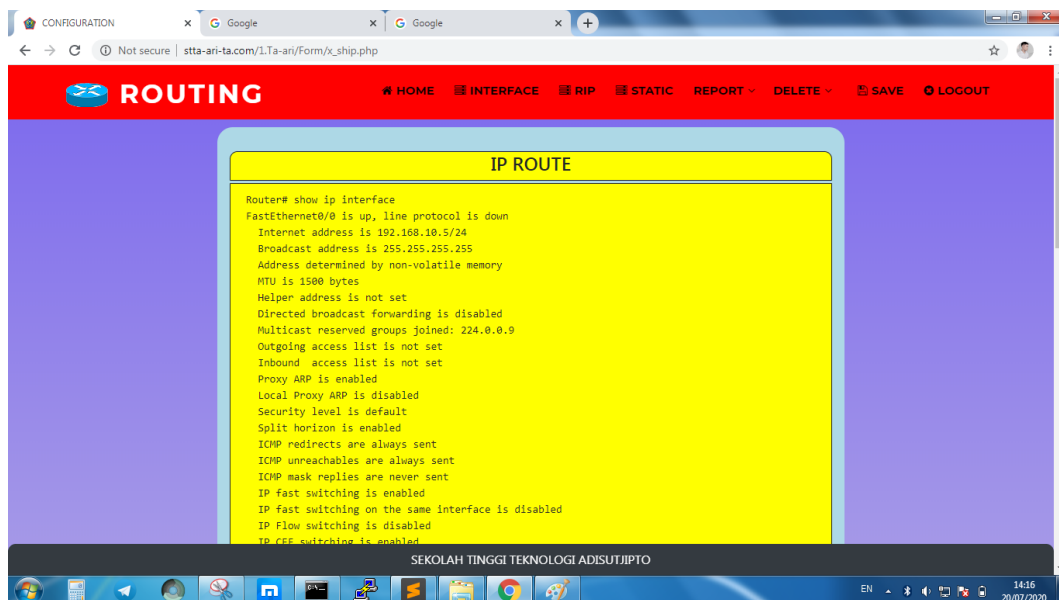 CONFIGURATION
Google
Google
Not secure | stta-ari-ta.com/1.Ta-ari/Form/x_ship.php
ROUTING
HOME INTERFACE RIP STATIC REPORT DELETE SAVE LOGOUT
IP ROUTE
Router# show ip interface
FastEthernet0/0 is up, line protocol is down
Internet address is 192.168.10.5/24
Broadcast address is 255.255.255.255
Address determined by non-volatile memory
MTU is 1500 bytes
Helper address is not set
Directed broadcast forwarding is disabled
Multicast reserved groups joined: 224.0.0.9
Outgoing access list is not set
Inbound  access list is not set
Proxy ARP is enabled
Local Proxy ARP is disabled
Security level is default
Split horizon is enabled
ICMP redirects are always sent
ICMP unreachables are always sent
ICMP mask replies are never sent
IP fast switching is enabled
IP fast switching on the same interface is disabled
IP Flow switching is disabled
IP CEF switching is enabled
SEKOLAH TINGGI TEKNOLOGI ADISUTJIPTO
EN
14:16
20/07/2020